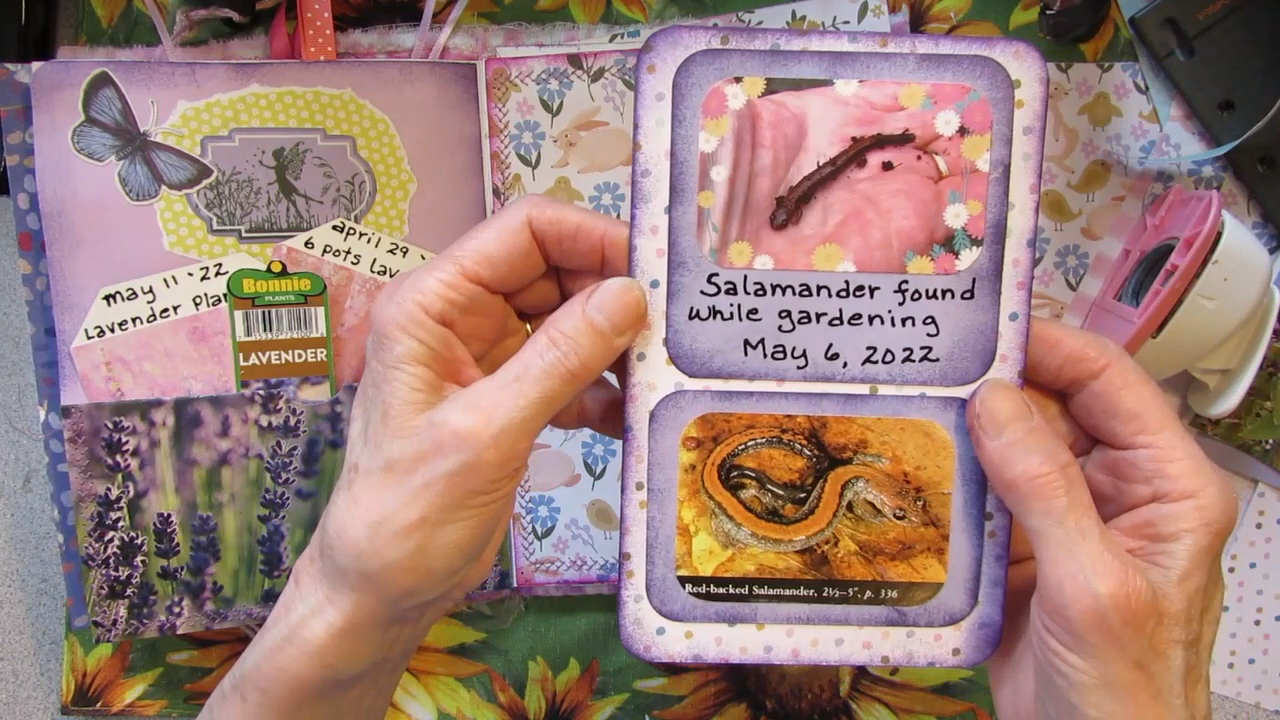 may 11 '22
Lavender
april 29 '
6 pots
Bonnie
PLANTS
LAVENDER
Salamander found
while gardening
May 6, 2022
Red-backed Salamander, 2½–5", p. 336